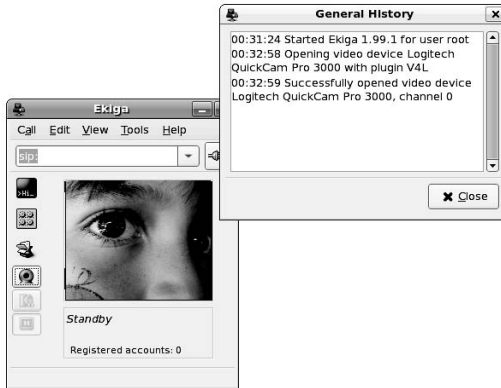 General History
00:31:24 Started Ekiga 1.99.1 for user root
00:32:58 Opening video device Logitech
QuickCam Pro 3000 with plugin V4L
00:32:59 Successfully opened video device
Logitech QuickCam Pro 3000, channel 0
Close
Ekiga
Call Edit View Tools Help
sip:
Standby
Registered accounts: 0